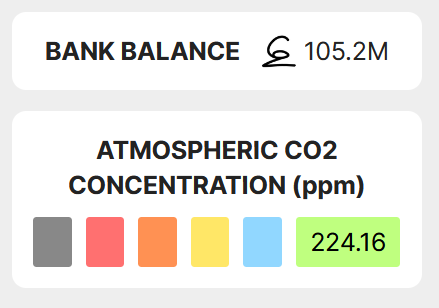 BANK BALANCE 105.2M
ATMOSPHERIC CO2
CONCENTRATION (ppm)
224.16